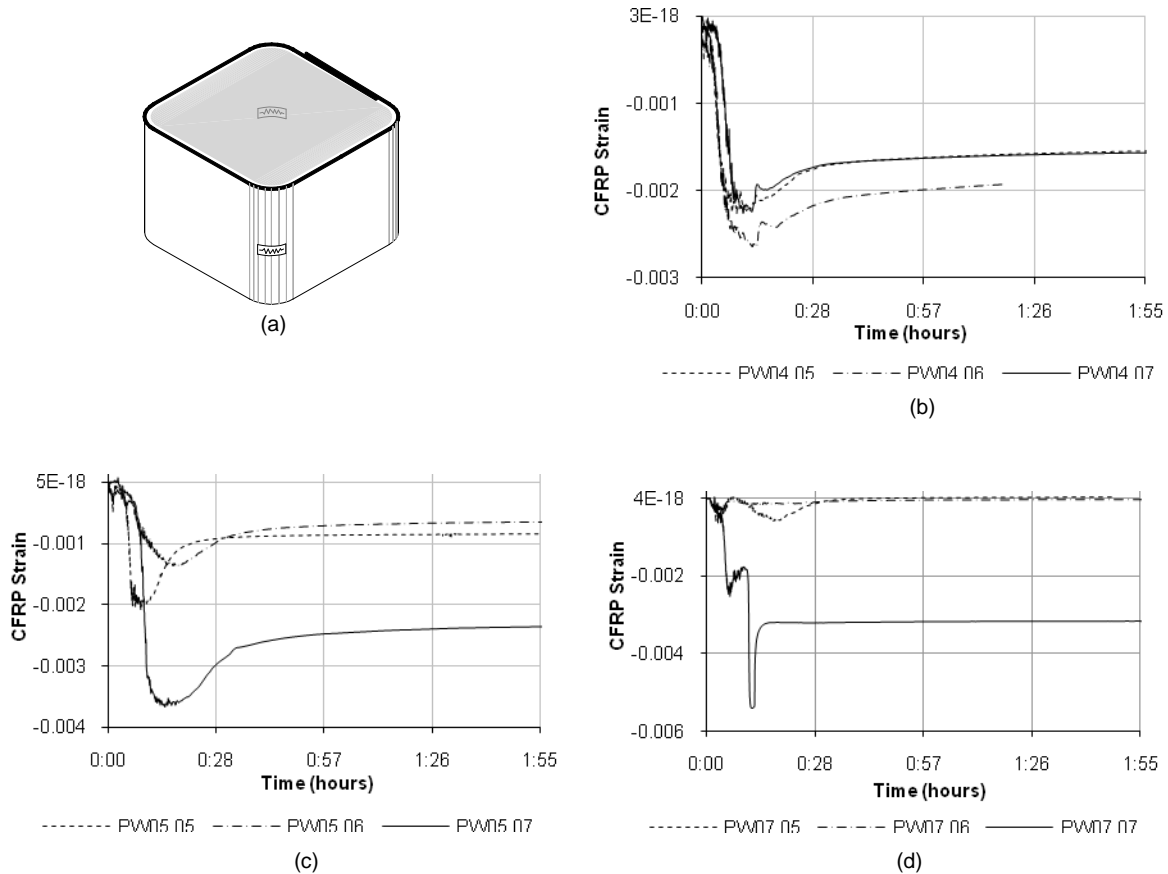 (a)
3E-18
-0.001
-0.002
-0.003
CFRP Strain
0:00 0:28 0:57 1:26 1:55
Time (hours)
PW04 05 PW04 06 PW04 07
(b)
5E-18
-0.001
-0.002
-0.003
-0.004
CFRP Strain
0:00 0:28 0:57 1:26 1:55
Time (hours)
PW05 05 PW05 06 PW05 07
(c)
4E-18
-0.002
-0.004
-0.006
CFRP Strain
0:00 0:28 0:57 1:26 1:55
Time (hours)
PW07 05 PW07 06 PW07 07
(d)